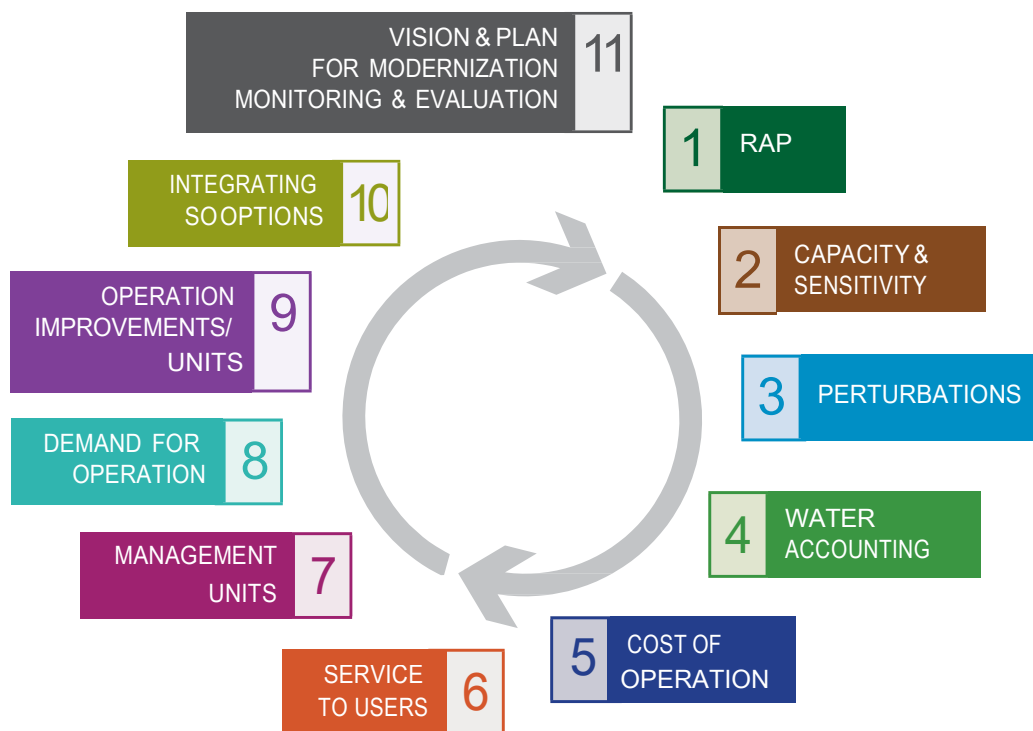 VISION & PLAN
FOR MODERNIZATION
MONITORING & EVALUATION
11
1
RAP
2
CAPACITY &
SENSITIVITY
3
PERTURBATIONS
4
WATER
ACCOUNTING
5
COST OF
OPERATION
SERVICE
TO USERS
6
MANAGEMENT
UNITS
7
DEMAND FOR
OPERATION
8
OPERATION
IMPROVEMENTS/
UNITS
9
INTEGRATING
SO OPTIONS
10